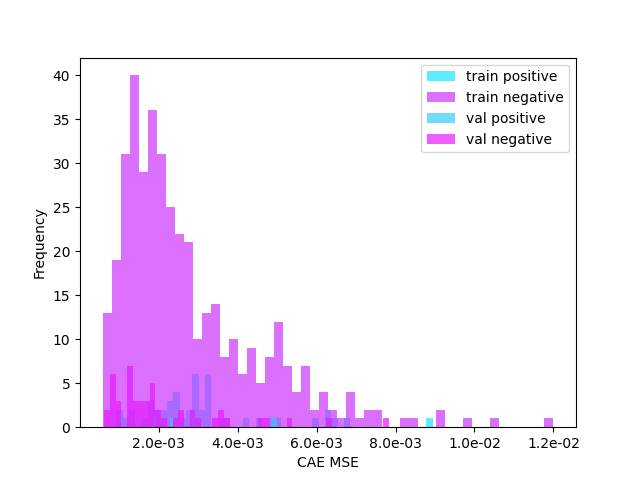 40
35
30
25
20
15
10
5
0
Frequency
2.0e-03 4.0e-03 6.0e-03 8.0e-03 1.0e-02 1.2e-02
CAE MSE
train positive
train negative
val positive
val negative